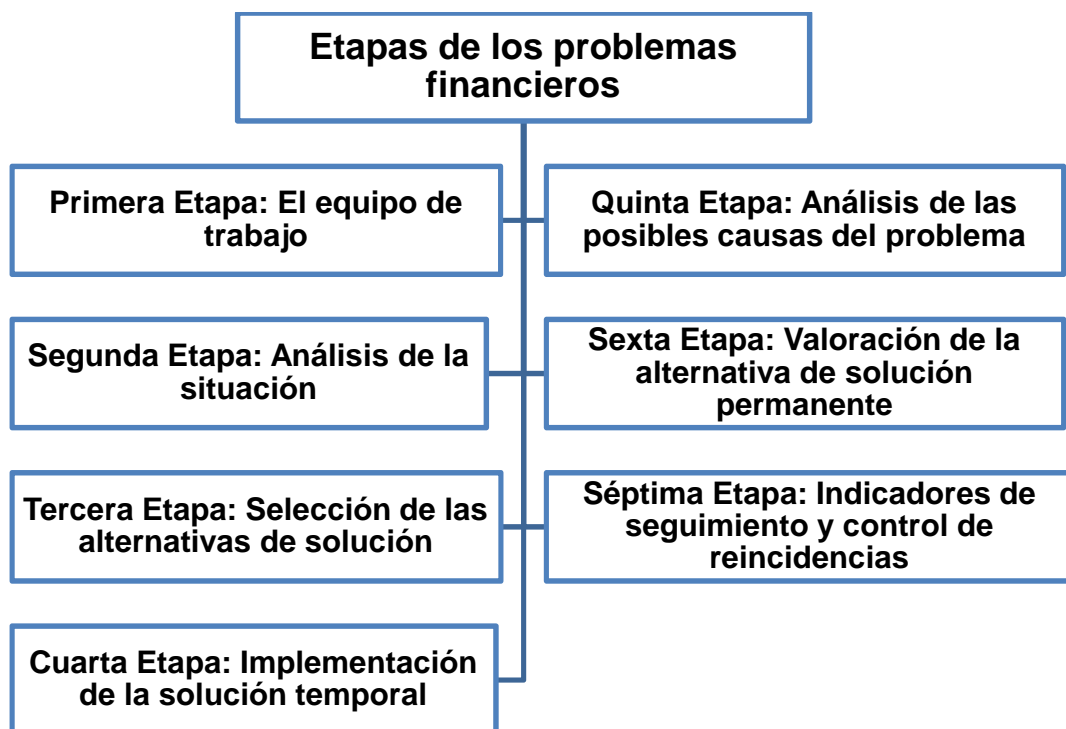 Etapas de los problemas
financieros
Primera Etapa: El equipo de
trabajo
Segunda Etapa: Análisis de la
situación
Tercera Etapa: Selección de las
alternativas de solución
Cuarta Etapa: Implementación
de la solución temporal
Quinta Etapa: Análisis de las
posibles causas del problema
Sexta Etapa: Valoración de la
alternativa de solución
permanente
Séptima Etapa: Indicadores de
seguimiento y control de
reincidencias